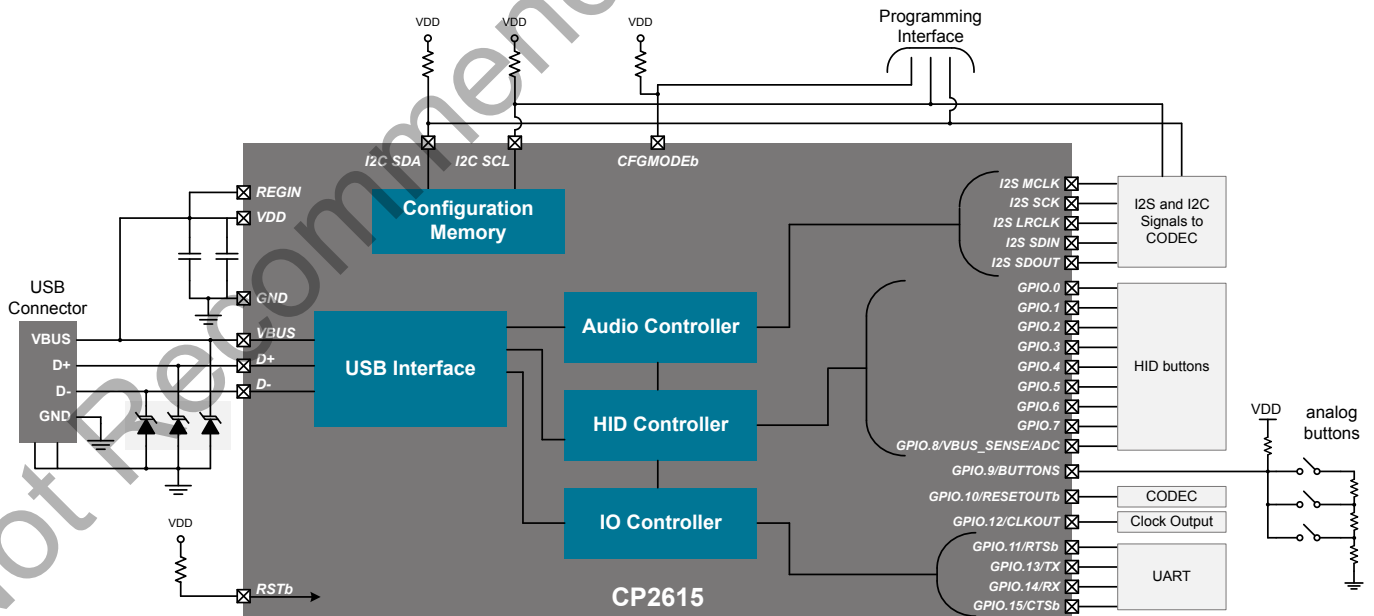 Programming
Interface
VDD
VDD
VDD
I2C SDA
I2C SCL
CFGMODEb
REGIN
VDD
GND
VBUS
D+
D-
RSTb
Configuration
Memory
USB
Connector
VBUS
D+
D-
GND
VDD
USB Interface
Audio Controller
HID Controller
IO Controller
CP2615
I2S MCLK
I2S SCK
I2S LRCLK
I2S SDIN
I2S SDOUT
GPIO.0
GPIO.1
GPIO.2
GPIO.3
GPIO.4
GPIO.5
GPIO.6
GPIO.7
GPIO.8/VBUS_SENSE/ADC
GPIO.9/BUTTONS
GPIO.10/RESETOUTb
GPIO.12/CLKOUT
GPIO.11/RTSb
GPIO.13/TX
GPIO.14/RX
GPIO.15/CTSb
I2S and I2C
Signals to
CODEC
HID buttons
CODEC
Clock Output
UART
VDD
analog
buttons
Not Recommen